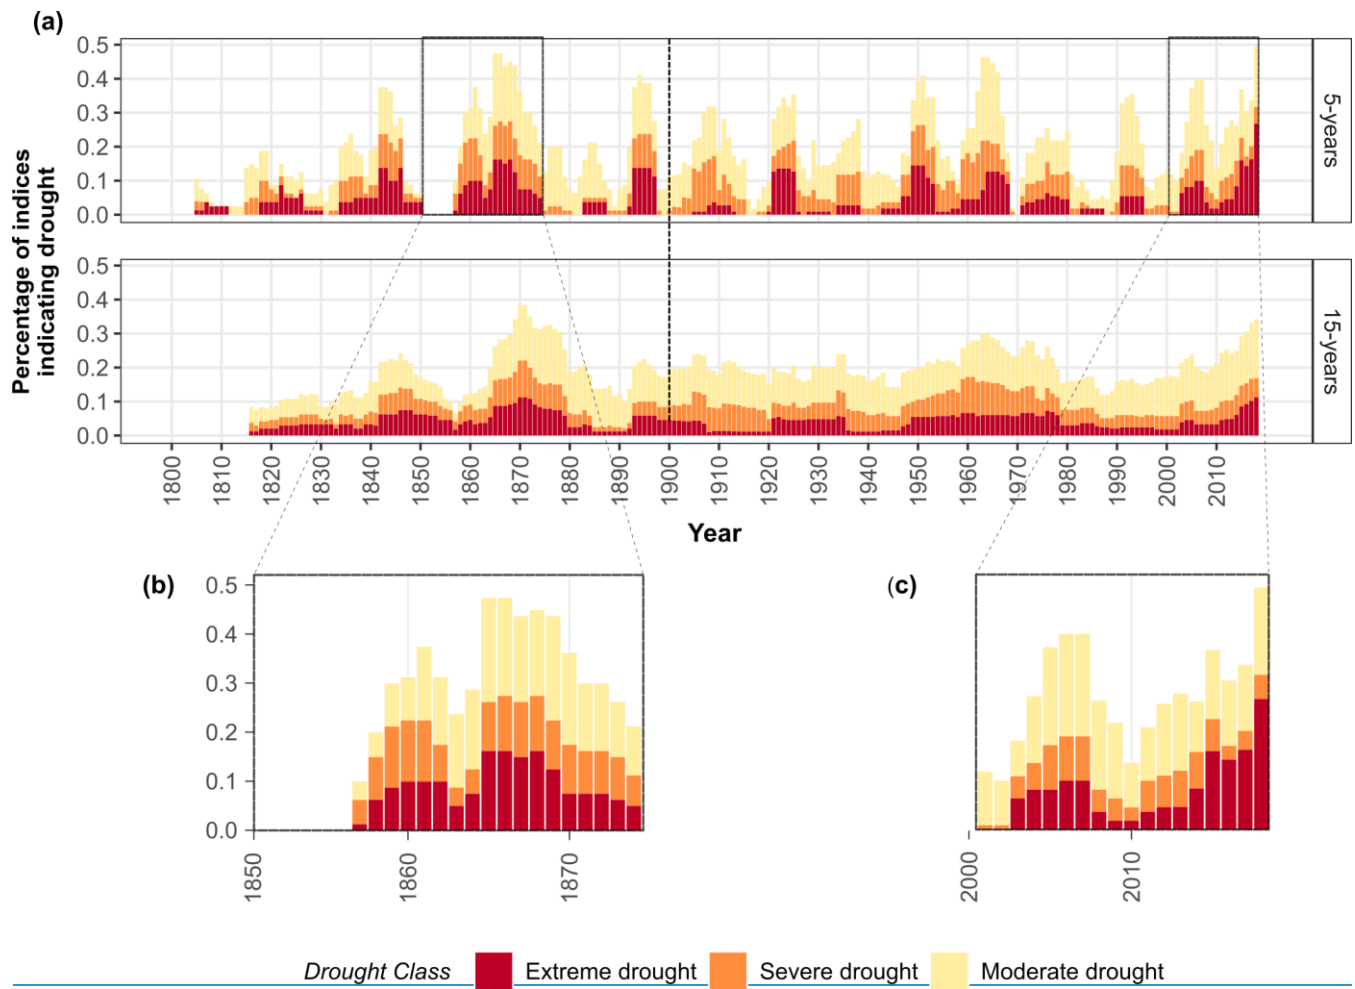 (a)
Percentage of indices
indicating drought
0.5
0.4
0.3
0.2
0.1
0.0
5-years
0.5
0.4
0.3
0.2
0.1
0.0
15-years
1800 1810 1820 1830 1840 1850 1860 1870 1880 1890 1900 1910 1920 1930 1940 1950 1960 1970 1980 1990 2000 2010
Year
(b)
0.5
0.4
0.3
0.2
0.1
0.0
1850 1860 1870
(c)
2000 2010
Drought Class Extreme drought Severe drought Moderate drought